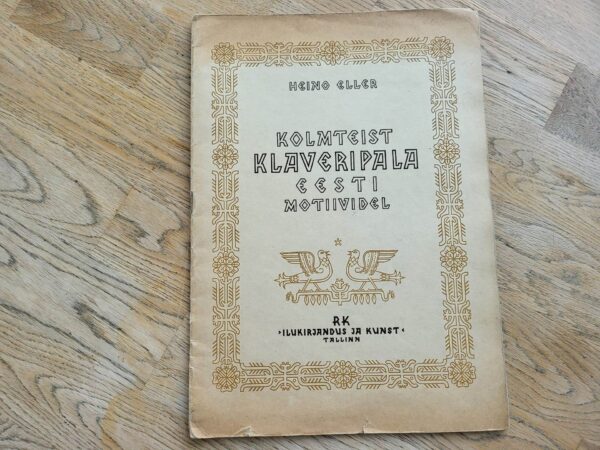 HEINO ELLER
KOLMTEIST
KLAVERIPALA
EESTI
MOTIIVIDEL
RK
"ILUKIRJANDUS JA KUNST"
TALLINN